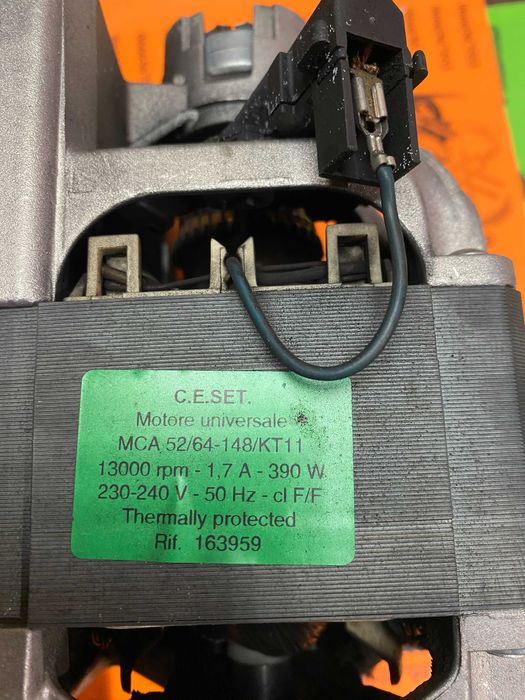 C.E.SET.
Motore universale
MCA 52/64-148/KT11
13000 rpm - 1,7 A - 390 W
230-240 V - 50 Hz - cl F/F
Thermally protected
Rif. 163959